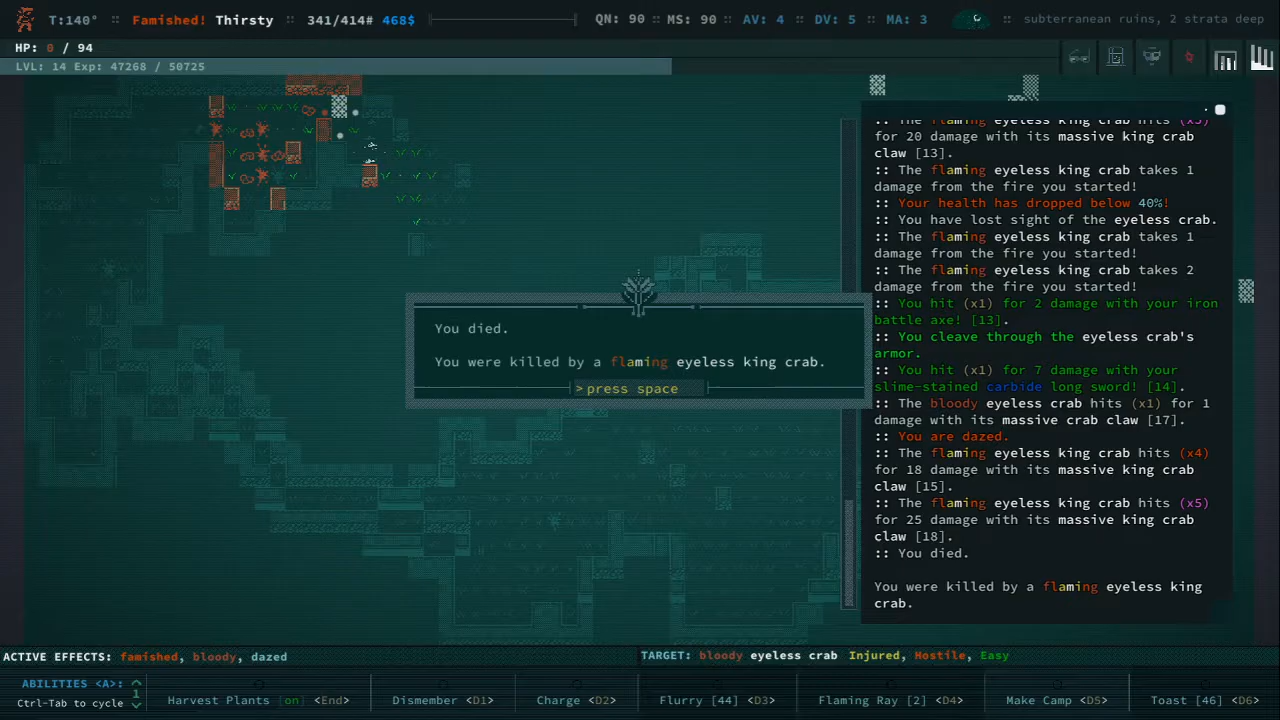 T:140° :: Famished! Thirsty :: 341/414# 468$ QN: 90 :: MS: 90 :: AV: 4 :: DV: 5 :: MA: 3 :: subterranean ruins, 2 strata deep
HP: 0 / 94
LVL: 14 Exp: 47268 / 50725
:: The flaming eyeless king crab hits (x5)
for 20 damage with its massive king crab
claw [13].
:: The flaming eyeless king crab takes 1
damage from the fire you started!
:: Your health has dropped below 40%!
:: You have lost sight of the eyeless crab.
:: The flaming eyeless king crab takes 1
damage from the fire you started!
:: The flaming eyeless king crab takes 2
damage from the fire you started!
:: You hit (x1) for 2 damage with your iron
battle axe! [13].
:: You cleave through the eyeless crab's
armor.
:: You hit (x1) for 7 damage with your
slime-stained carbide long sword! [14].
:: The bloody eyeless crab hits (x1) for 1
damage with its massive crab claw [17].
:: You are dazed.
:: The flaming eyeless king crab hits (x4)
for 18 damage with its massive king crab
claw [15].
:: The flaming eyeless king crab hits (x5)
for 25 damage with its massive king crab
claw [18].
:: You died.
You were killed by a flaming eyeless king
crab.
You died.
You were killed by a flaming eyeless king crab.
> press space
ACTIVE EFFECTS: famished, bloody, dazed
TARGET: bloody eyeless crab Injured, Hostile, Easy
ABILITIES <A>:
Ctrl-Tab to cycle
1
Harvest Plants [on] <End>
Dismember <D1>
Charge <D2>
Flurry [44] <D3>
Flaming Ray [2] <D4>
Make Camp <D5>
Toast [46] <D6>